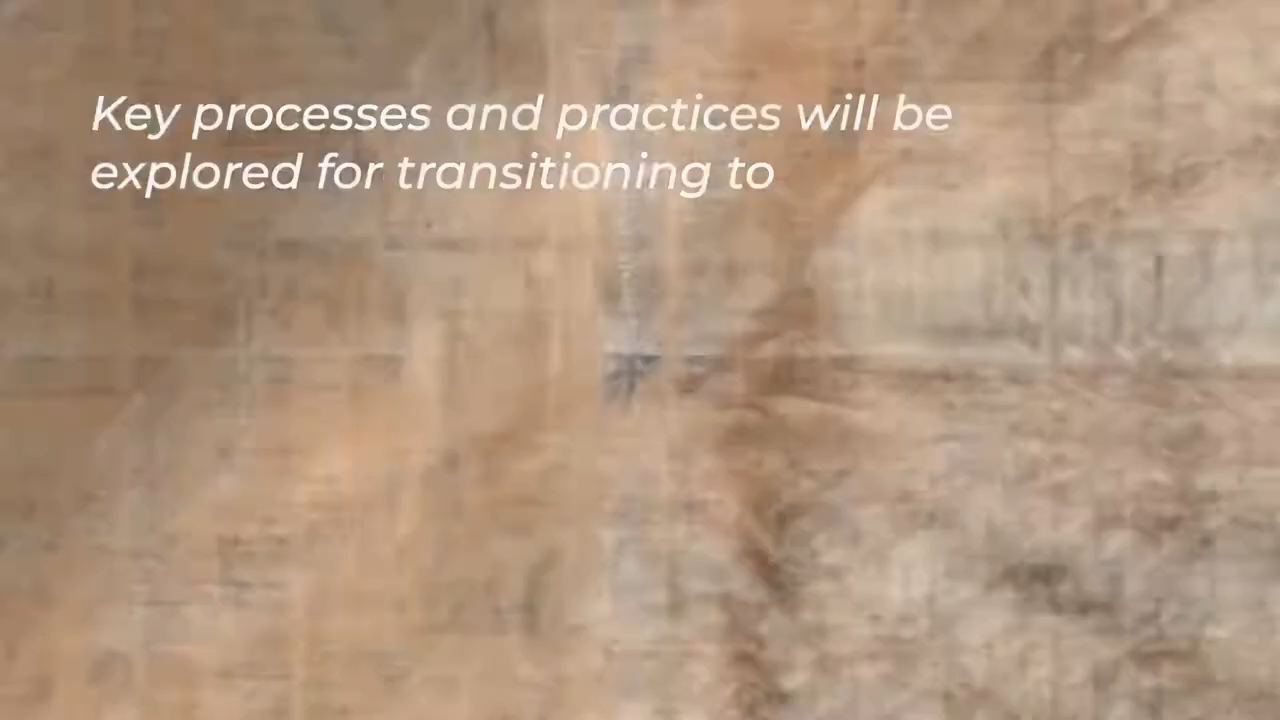 Key processes and practices will be
explored for transitioning to